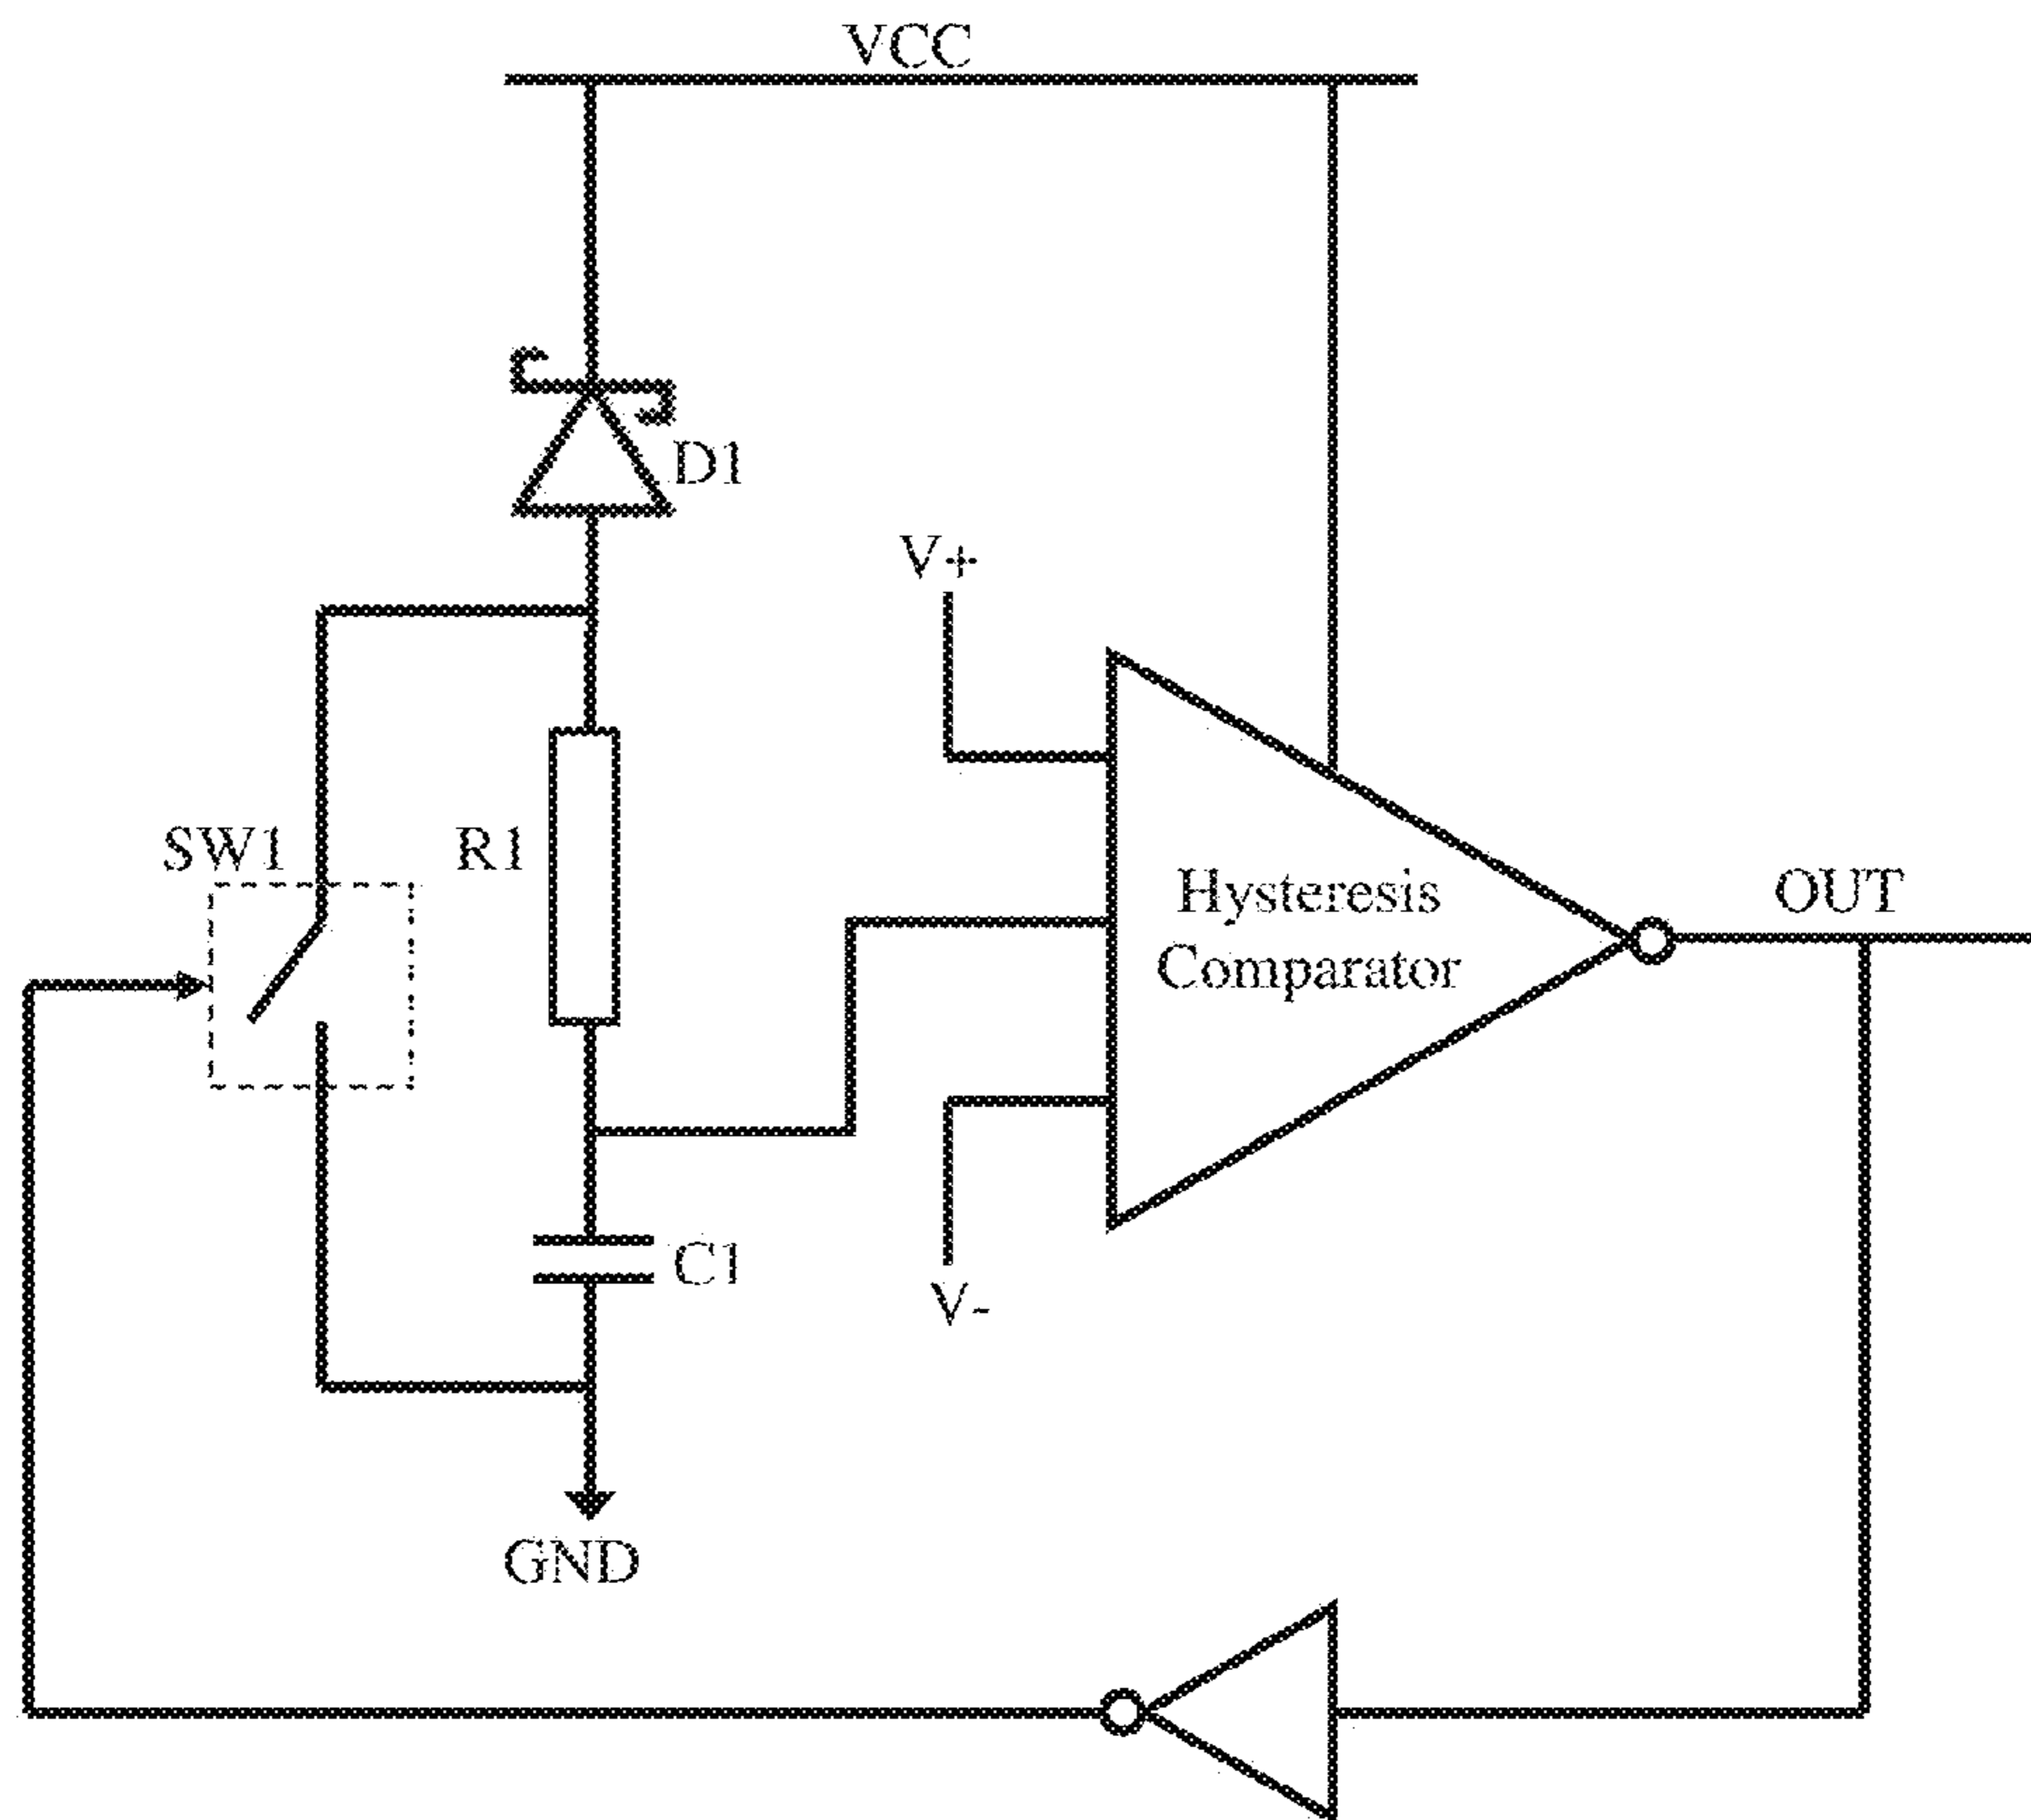 VCC
D1
V+
SW1
R1
Hysteresis
Comparator
OUT
C1
V-
GND